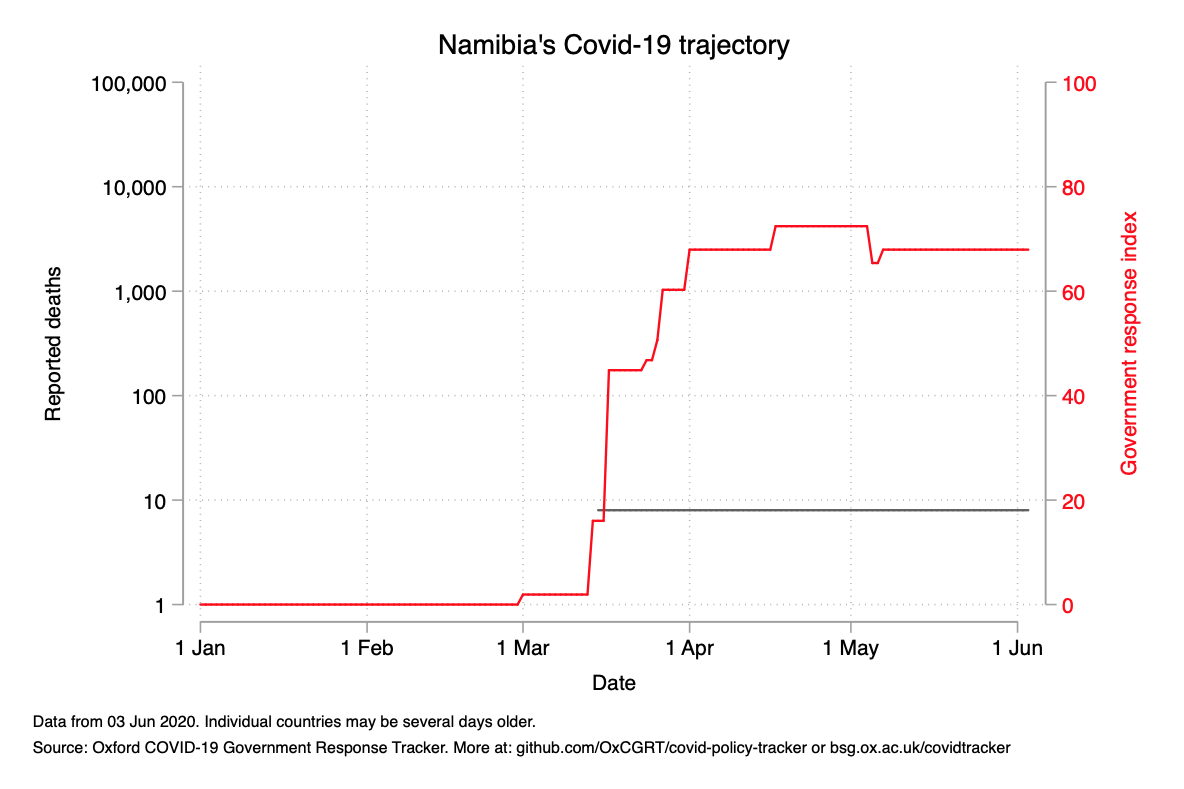 Namibia's Covid-19 trajectory
100,000
10,000
1,000
100
10
1
Reported deaths
100
80
60
40
20
0
Government response index
1 Jan
1 Feb
1 Mar
1 Apr
1 May
1 Jun
Date
Data from 03 Jun 2020. Individual countries may be several days older.
Source: Oxford COVID-19 Government Response Tracker. More at: github.com/OxCGRT/covid-policy-tracker or bsg.ox.ac.uk/covidtracker